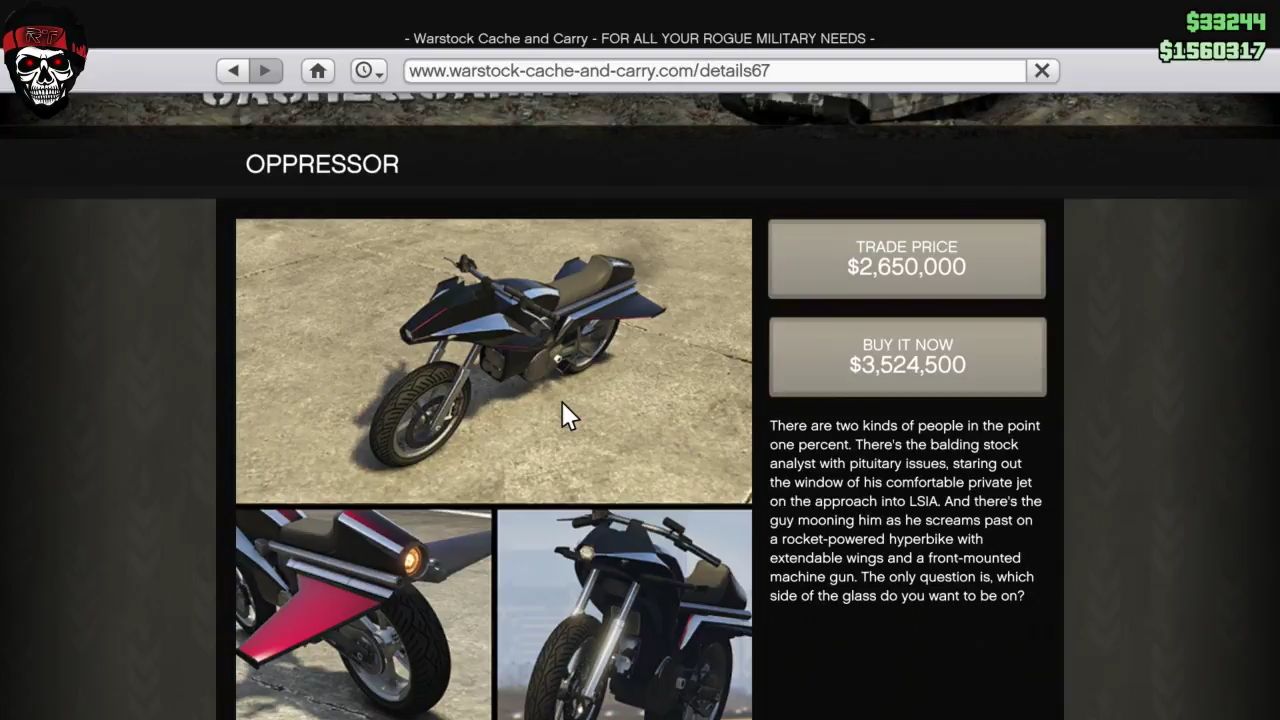 $33244
- Warstock Cache and Carry - FOR ALL YOUR ROGUE MILITARY NEEDS -
$1560317
www.warstock-cache-and-carry.com/details67
OPPRESSOR
TRADE PRICE
$2,650,000
BUY IT NOW
$3,524,500
There are two kinds of people in the point
one percent. There's the balding stock
analyst with pituitary issues, staring out
the window of his comfortable private jet
on the approach into LSIA. And there's the
guy mooning him as he screams past on
a rocket-powered hyperbike with
extendable wings and a front-mounted
machine gun. The only question is, which
side of the glass do you want to be on?